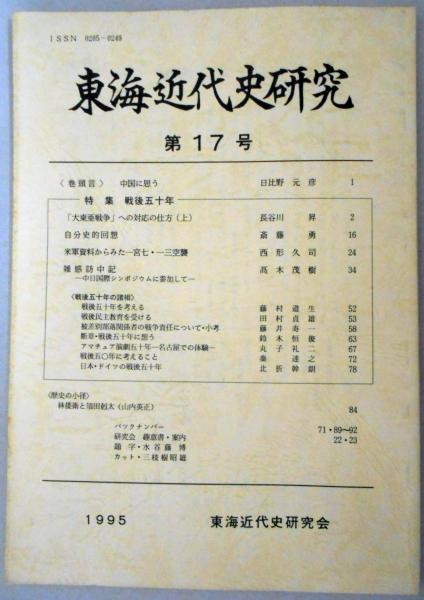 ISSN 0285-0249
東海近代史研究
第17号
〈巻頭言〉 中国に思う 日比野元彦 1
特集 戦後五十年
「大東亜戦争」への対応の仕方(上) 長谷川昇 2
自分史的回想 斎藤勇 16
米軍資料からみた一宮七・一三空襲 西形久司 24
雑感訪中記 髙木茂樹 34
―中日国際シンポジウムに参加して―
〈戦後五十年の諸相〉
戦後五十年を考える 藤村道生 52
戦後民主教育を受ける 田村貞雄 53
被差別部落関係者の戦争責任について・小考 藤井寿一 58
断章・戦後五十年に想う 鈴木恒俊 63
アマチュア演劇五十年―名古屋での体験― 丸子礼二 67
戦後五〇年に考えること 秦達之 72
日本・ドイツの戦後五十年 北折幹朗 78
〈歴史の小径〉
林倭衛と須田剋太(山内英正) 84
バックナンバー 71・89~92
研究会 趣意書・案内 22・23
題字・水谷藤博
カット・三枝樹昭雄
1995 東海近代史研究会